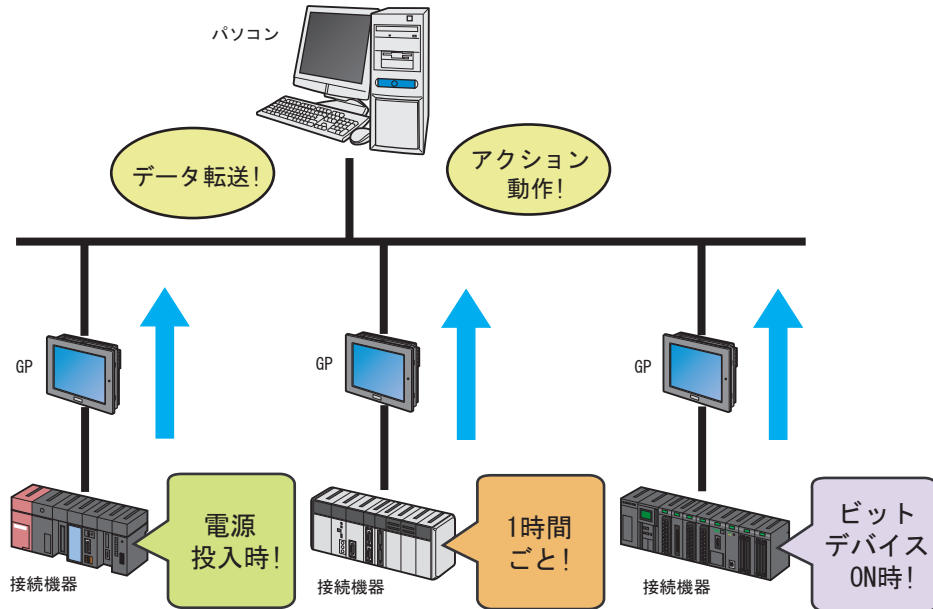 パソコン
データ転送!
アクション
動作!
GP
GP
GP
電源
投入時!
1時間
ごと!
ビット
デバイス
ON時!
接続機器
接続機器
接続機器